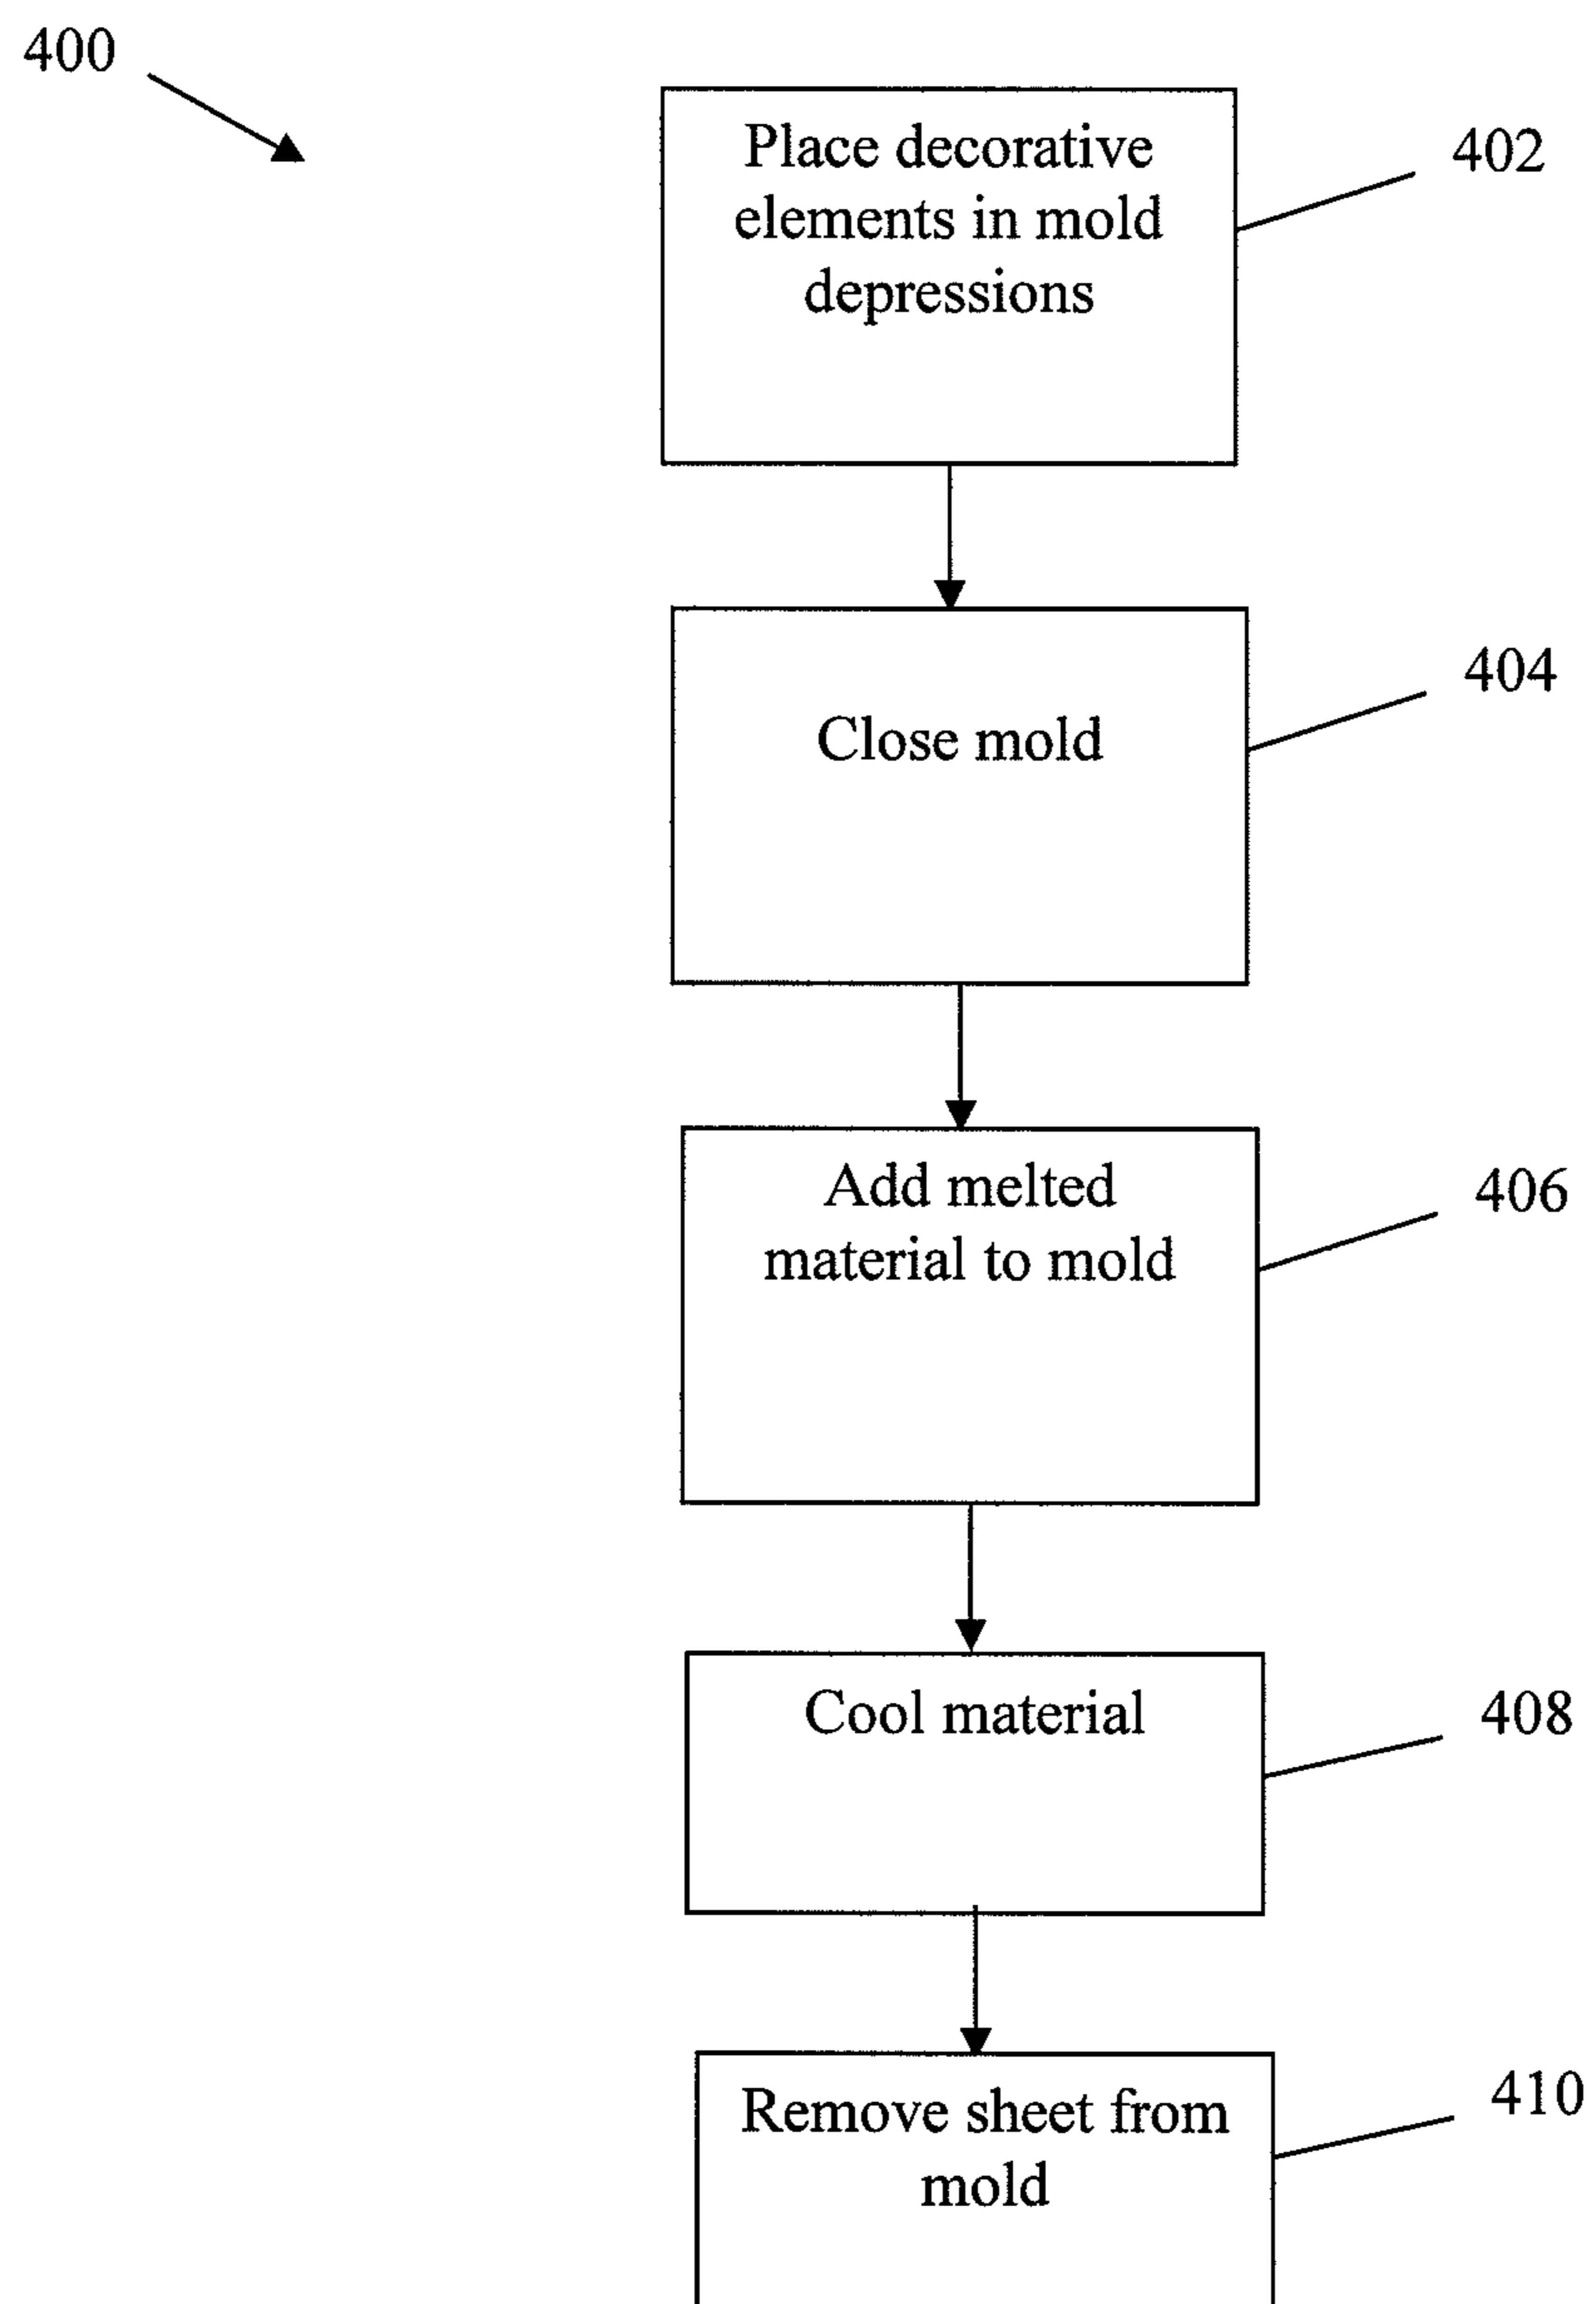 400
Place decorative
elements in mold
depressions
402
Close mold
404
Add melted
material to mold
406
Cool material
408
Remove sheet from
mold
410